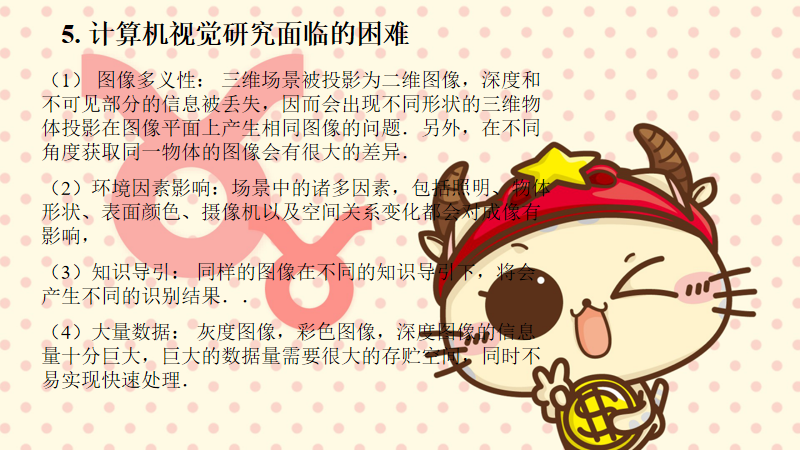 5. 计算机视觉研究面临的困难
（1） 图像多义性： 三维场景被投影为二维图像，深度和
不可见部分的信息被丢失，因而会出现不同形状的三维物
体投影在图像平面上产生相同图像的问题．另外，在不同
角度获取同一物体的图像会有很大的差异．
（2）环境因素影响：场景中的诸多因素，包括照明、物体
形状、表面颜色、摄像机以及空间关系变化都会对成像有
影响，
（3）知识导引： 同样的图像在不同的知识导引下，将会
产生不同的识别结果．．
（4）大量数据： 灰度图像，彩色图像，深度图像的信息
量十分巨大，巨大的数据量需要很大的存贮空间，同时不
易实现快速处理．